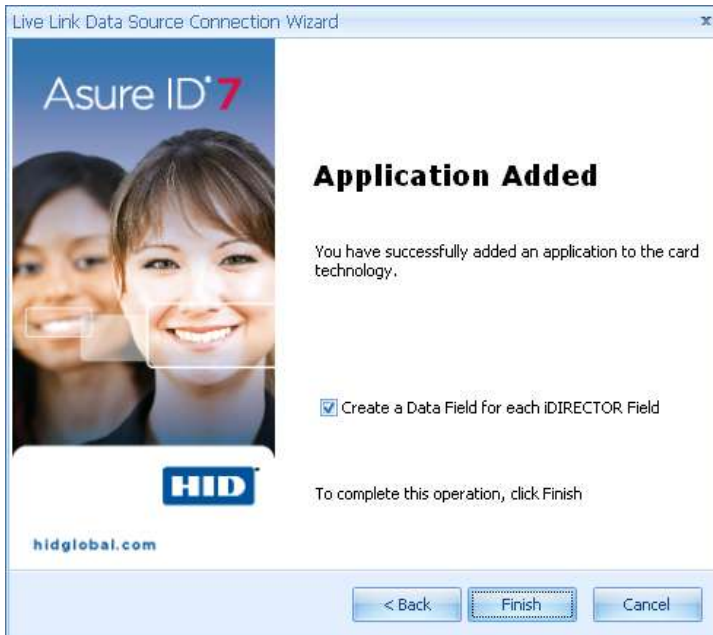 Live Link Data Source Connection Wizard
x
Asure ID 7
Application Added
You have successfully added an application to the card
technology.
Create a Data Field for each iDIRECTOR Field
HID
To complete this operation, click Finish
hidglobal.com
< Back
Finish
Cancel